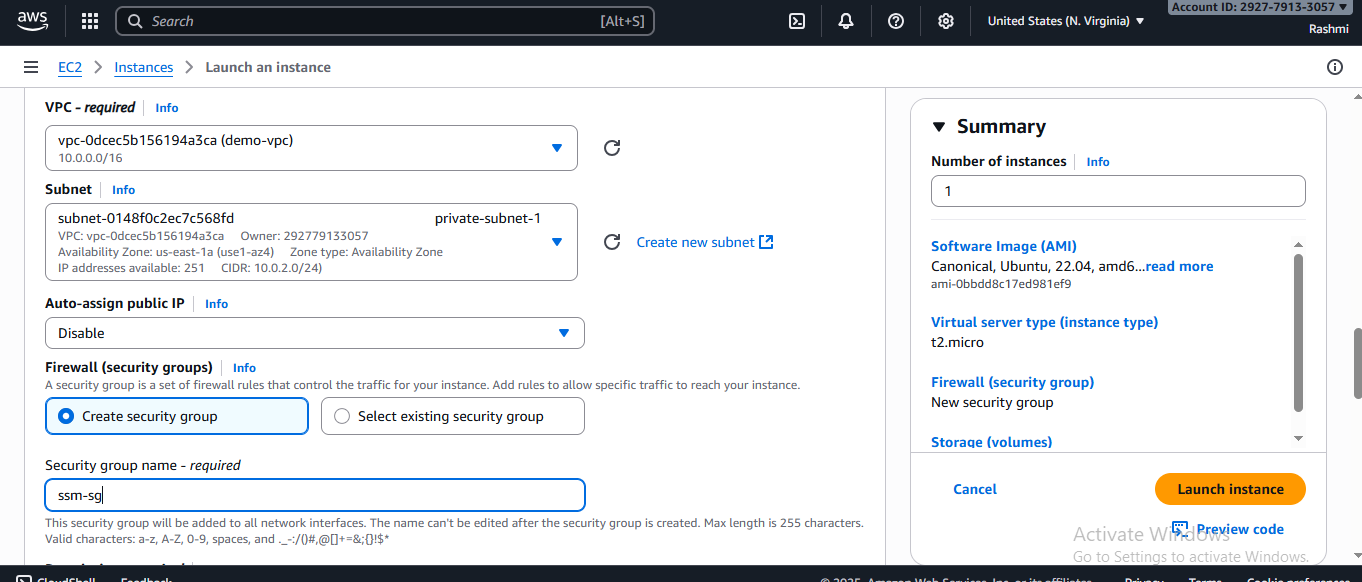 aws
Search [Alt+S]
United States (N. Virginia)
Account ID: 2927-7913-3057
Rashmi
EC2 Instances Launch an instance
VPC - required Info
vpc-0dcec5b156194a3ca (demo-vpc)
10.0.0.0/16
Subnet Info
subnet-0148f0c2ec7c568fd private-subnet-1
VPC: vpc-0dcec5b156194a3ca Owner: 292779133057
Availability Zone: us-east-1a (use1-az4) Zone type: Availability Zone
IP addresses available: 251 CIDR: 10.0.2.0/24)
Create new subnet
Auto-assign public IP Info
Disable
Firewall (security groups) Info
A security group is a set of firewall rules that control the traffic for your instance. Add rules to allow specific traffic to reach your instance.
Create security group
Select existing security group
Security group name - required
ssm-sg
This security group will be added to all network interfaces. The name can't be edited after the security group is created. Max length is 255 characters.
Valid characters: a-z, A-Z, 0-9, spaces, and ._-:/()#,@[]+=&;{}!$*
Summary
Number of instances Info
1
Software Image (AMI)
Canonical, Ubuntu, 22.04, amd6...read more
ami-0bbdd8c17ed981ef9
Virtual server type (instance type)
t2.micro
Firewall (security group)
New security group
Storage (volumes)
Cancel
Launch instance
Preview code
Activate Windows
Go to Settings to activate Windows.
CloudShell Feedback
© 2025, Amazon Web Services, Inc. or its affiliates. Privacy Terms Cookie preferences